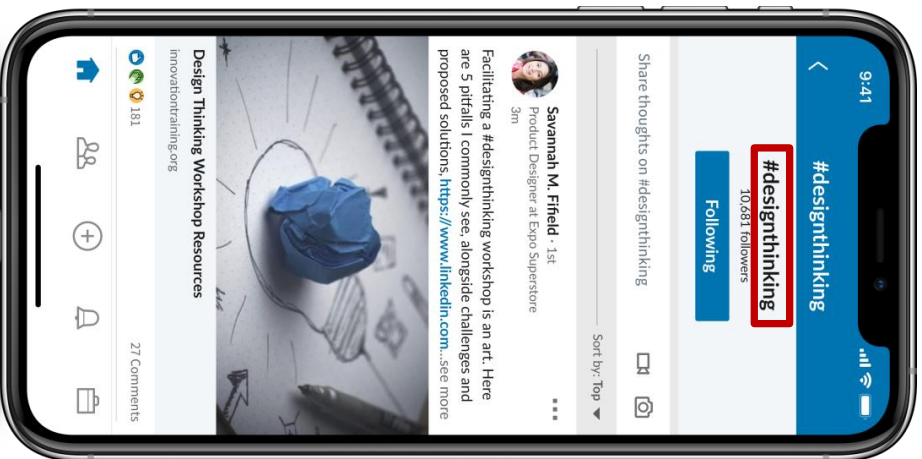 9:41
#designthinking
#designthinking
10,681 followers
Following
Share thoughts on #designthinking
Sort by: Top
Savannah M. Fifield · 1st
Product Designer at Expo Superstore
3m
Facilitating a #designthinking workshop is an art. Here
are 5 pitfalls I commonly see, alongside challenges and
proposed solutions, https://www.linkedin.com...see more
Design Thinking Workshop Resources
innovationtraining.org
181
27 Comments